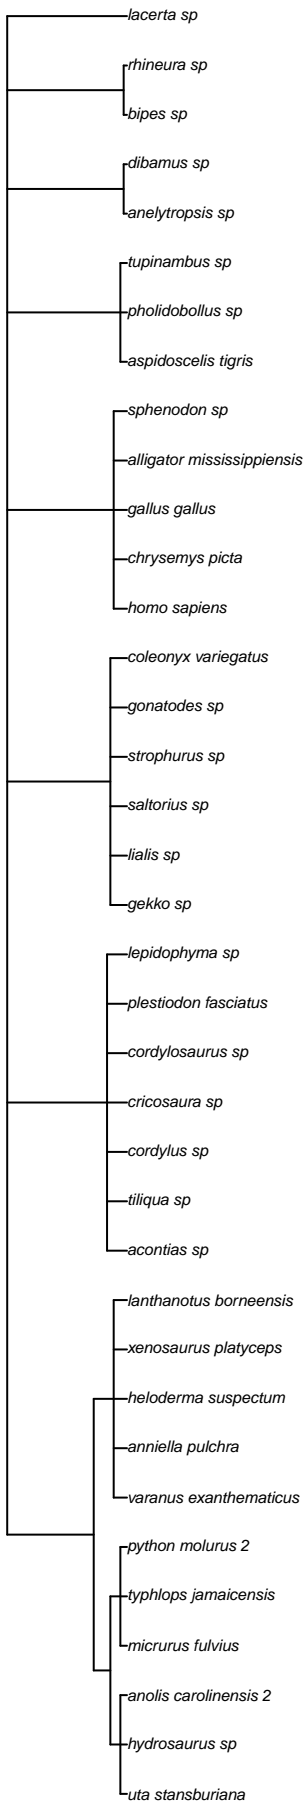 lacerta sp
rhineura sp
bipes sp
dibamus sp
anelytropsis sp
tupinambus sp
pholidobollus sp
aspidoscelis tigris
sphenodon sp
alligator mississippiensis
gallus gallus
chrysemys picta
homo sapiens
coleonyx variegatus
gonatodes sp
strophurus sp
saltorius sp
lialis sp
gekko sp
lepidophyma sp
plestiodon fasciatus
cordylosaurus sp
cricosaura sp
cordylus sp
tiliqua sp
acontias sp
lanthanotus borneensis
xenosaurus platyceps
heloderma suspectum
anniella pulchra
varanus exanthematicus
python molurus 2
typhlops jamaicensis
micrurus fulvius
anolis carolinensis 2
hydrosaurus sp
uta stansburiana